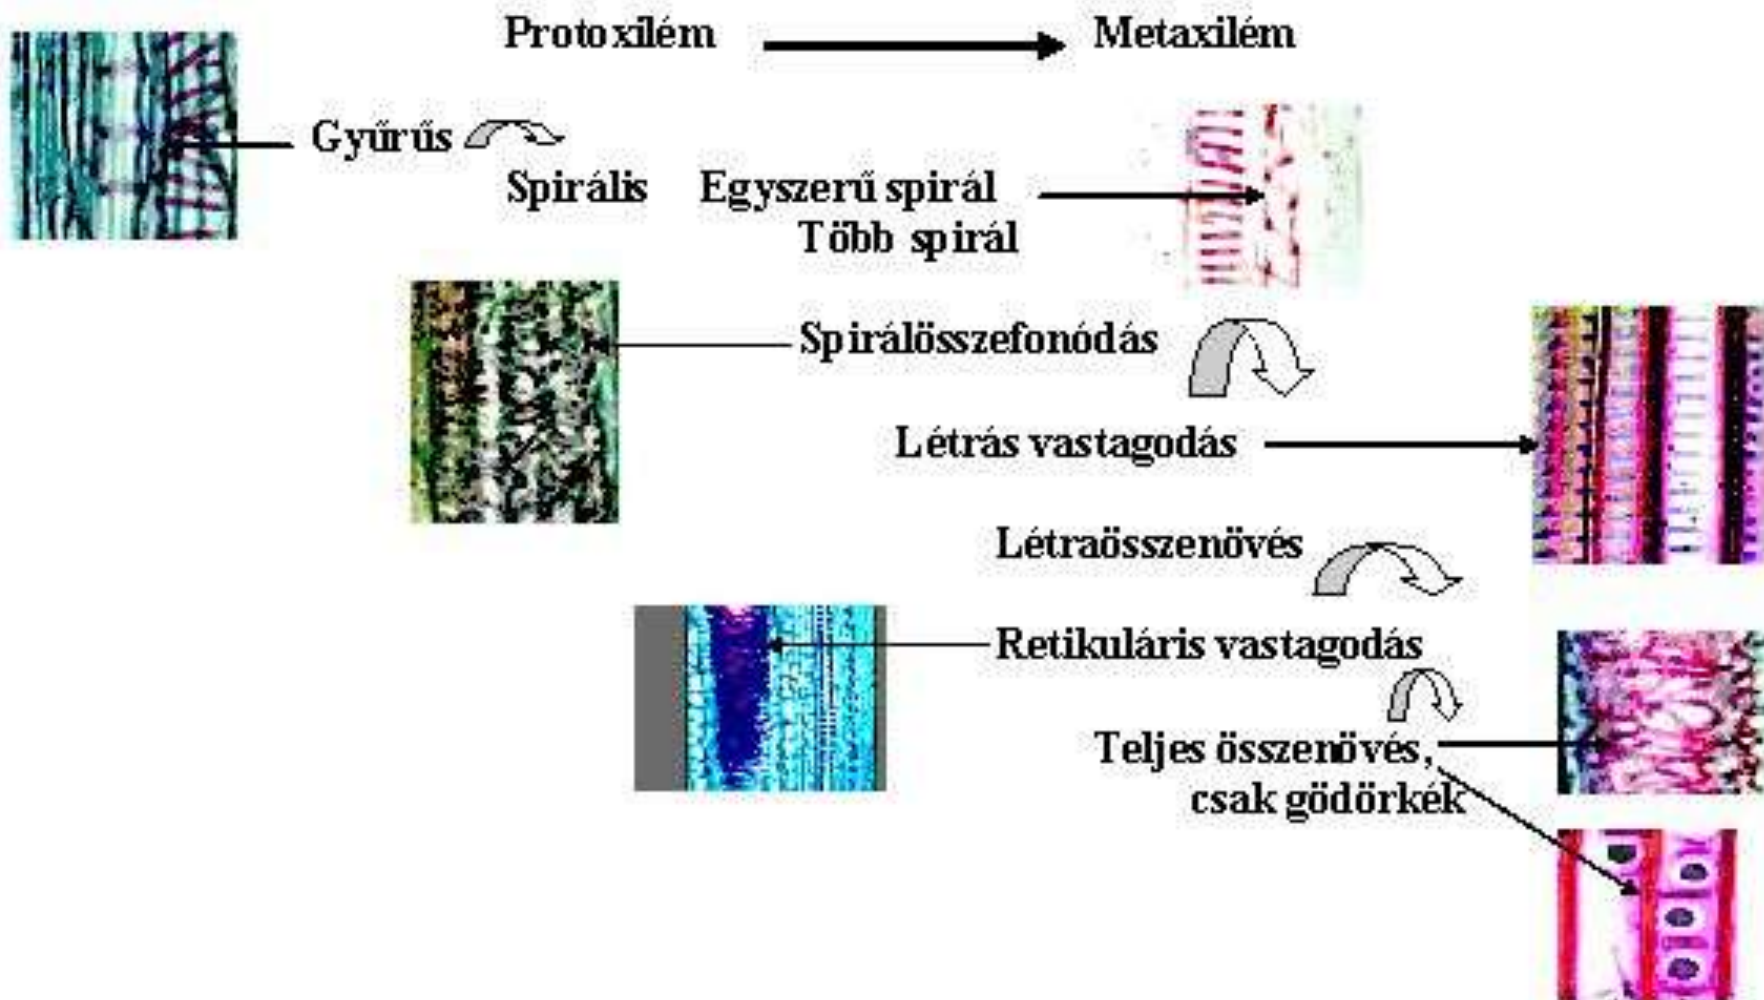 Protoxilém Metaxilém
Gyűrűs
Spirális Egyszerű spirál
Több spirál
Spirálösszefonódás
Létrás vastagodás
Létraösszenövés
Retikuláris vastagodás
Teljes összenövés,
csak gödörkék